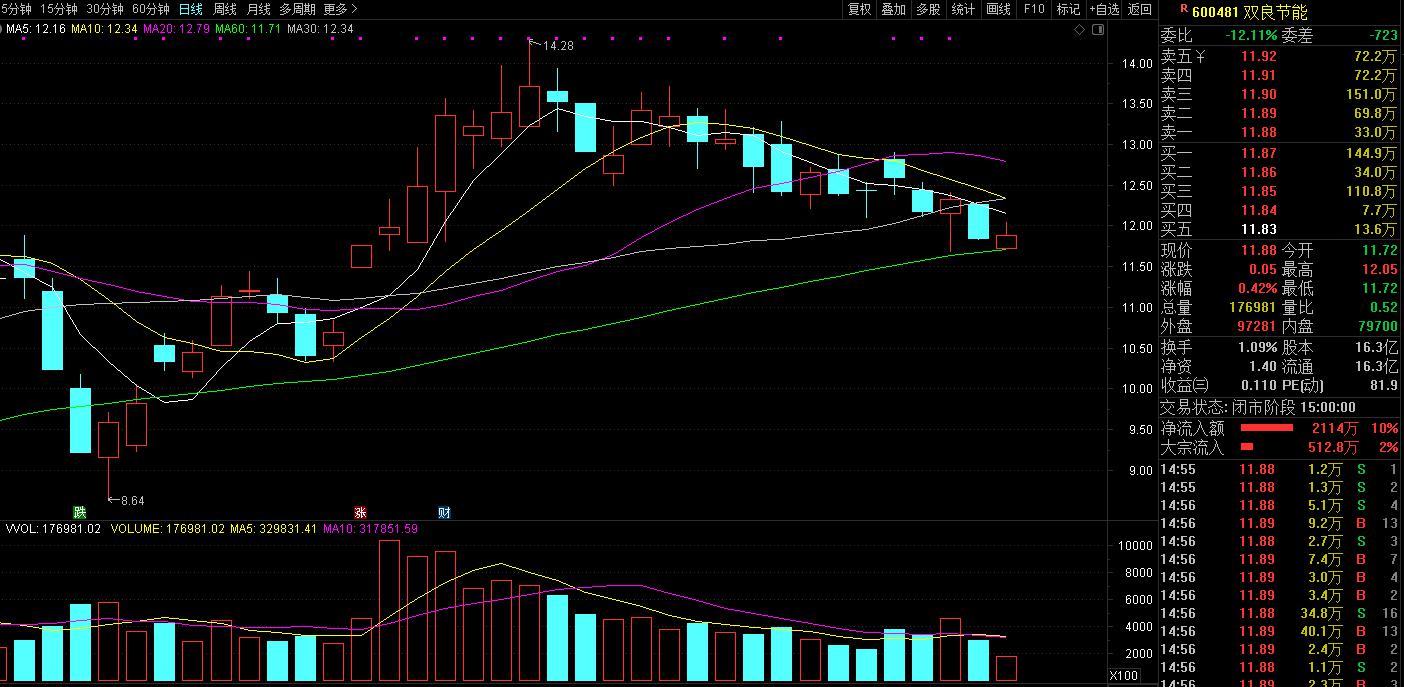 5分钟 15分钟 30分钟 60分钟 日线 周线 月线 多周期 更多> 复权 叠加 多股 统计 画线 F10 标记 +自选 返回
MA5: 12.16 MA10: 12.34 MA20: 12.79 MA60: 11.71 MA30: 12.34
14.28
14.00
13.50
13.00
12.50
12.00
11.50
11.00
10.50
10.00
9.50
9.00
8.64
跌 涨 财
VVOL: 176981.02 VOLUME: 176981.02 MA5: 329831.41 MA10: 317851.59
10000
8000
6000
4000
2000
X100
R 600481 双良节能
委比 -12.11% 委差 -723
卖五¥ 11.92 72.2万
卖四 11.91 72.2万
卖三 11.90 151.0万
卖二 11.89 69.8万
卖一 11.88 33.0万
买一 11.87 144.9万
买二 11.86 34.0万
买三 11.85 110.8万
买四 11.84 7.7万
买五 11.83 13.6万
现价 11.88 今开 11.72
涨跌 0.05 最高 12.05
涨幅 0.42% 最低 11.72
总量 176981 量比 0.52
外盘 97281 内盘 79700
换手 1.09% 股本 16.3亿
净资 1.40 流通 16.3亿
收益㈢ 0.110 PE(动) 81.9
交易状态: 闭市阶段 15:00:00
净流入额 2114万 10%
大宗流入 512.8万 2%
14:55 11.88 1.2万 S 1
14:55 11.88 1.3万 S 2
14:56 11.88 5.1万 S 4
14:56 11.89 9.2万 B 13
14:56 11.88 2.7万 S 3
14:56 11.89 7.4万 B 7
14:56 11.89 3.0万 B 4
14:56 11.89 3.4万 B 2
14:56 11.88 34.8万 S 16
14:56 11.89 40.1万 B 13
14:56 11.89 2.4万 B 2
14:56 11.88 1.1万 S 2
14:56 11.89 2.3万 B 3